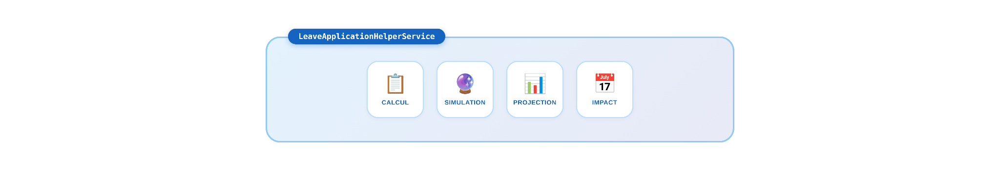 LeaveApplicationHelperService
CALCUL
SIMULATION
PROJECTION
July
17
IMPACT